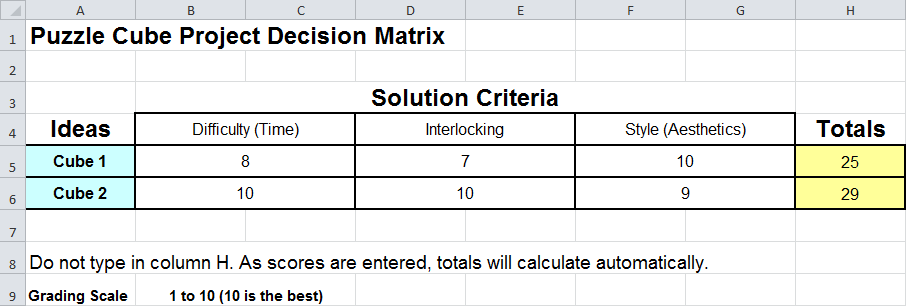 A B C D E F G H
1 Puzzle Cube Project Decision Matrix
2
3 Solution Criteria
4 Ideas Difficulty (Time) Interlocking Style (Aesthetics) Totals
5 Cube 1 8 7 10 25
6 Cube 2 10 10 9 29
7
8 Do not type in column H. As scores are entered, totals will calculate automatically.
9 Grading Scale 1 to 10 (10 is the best)